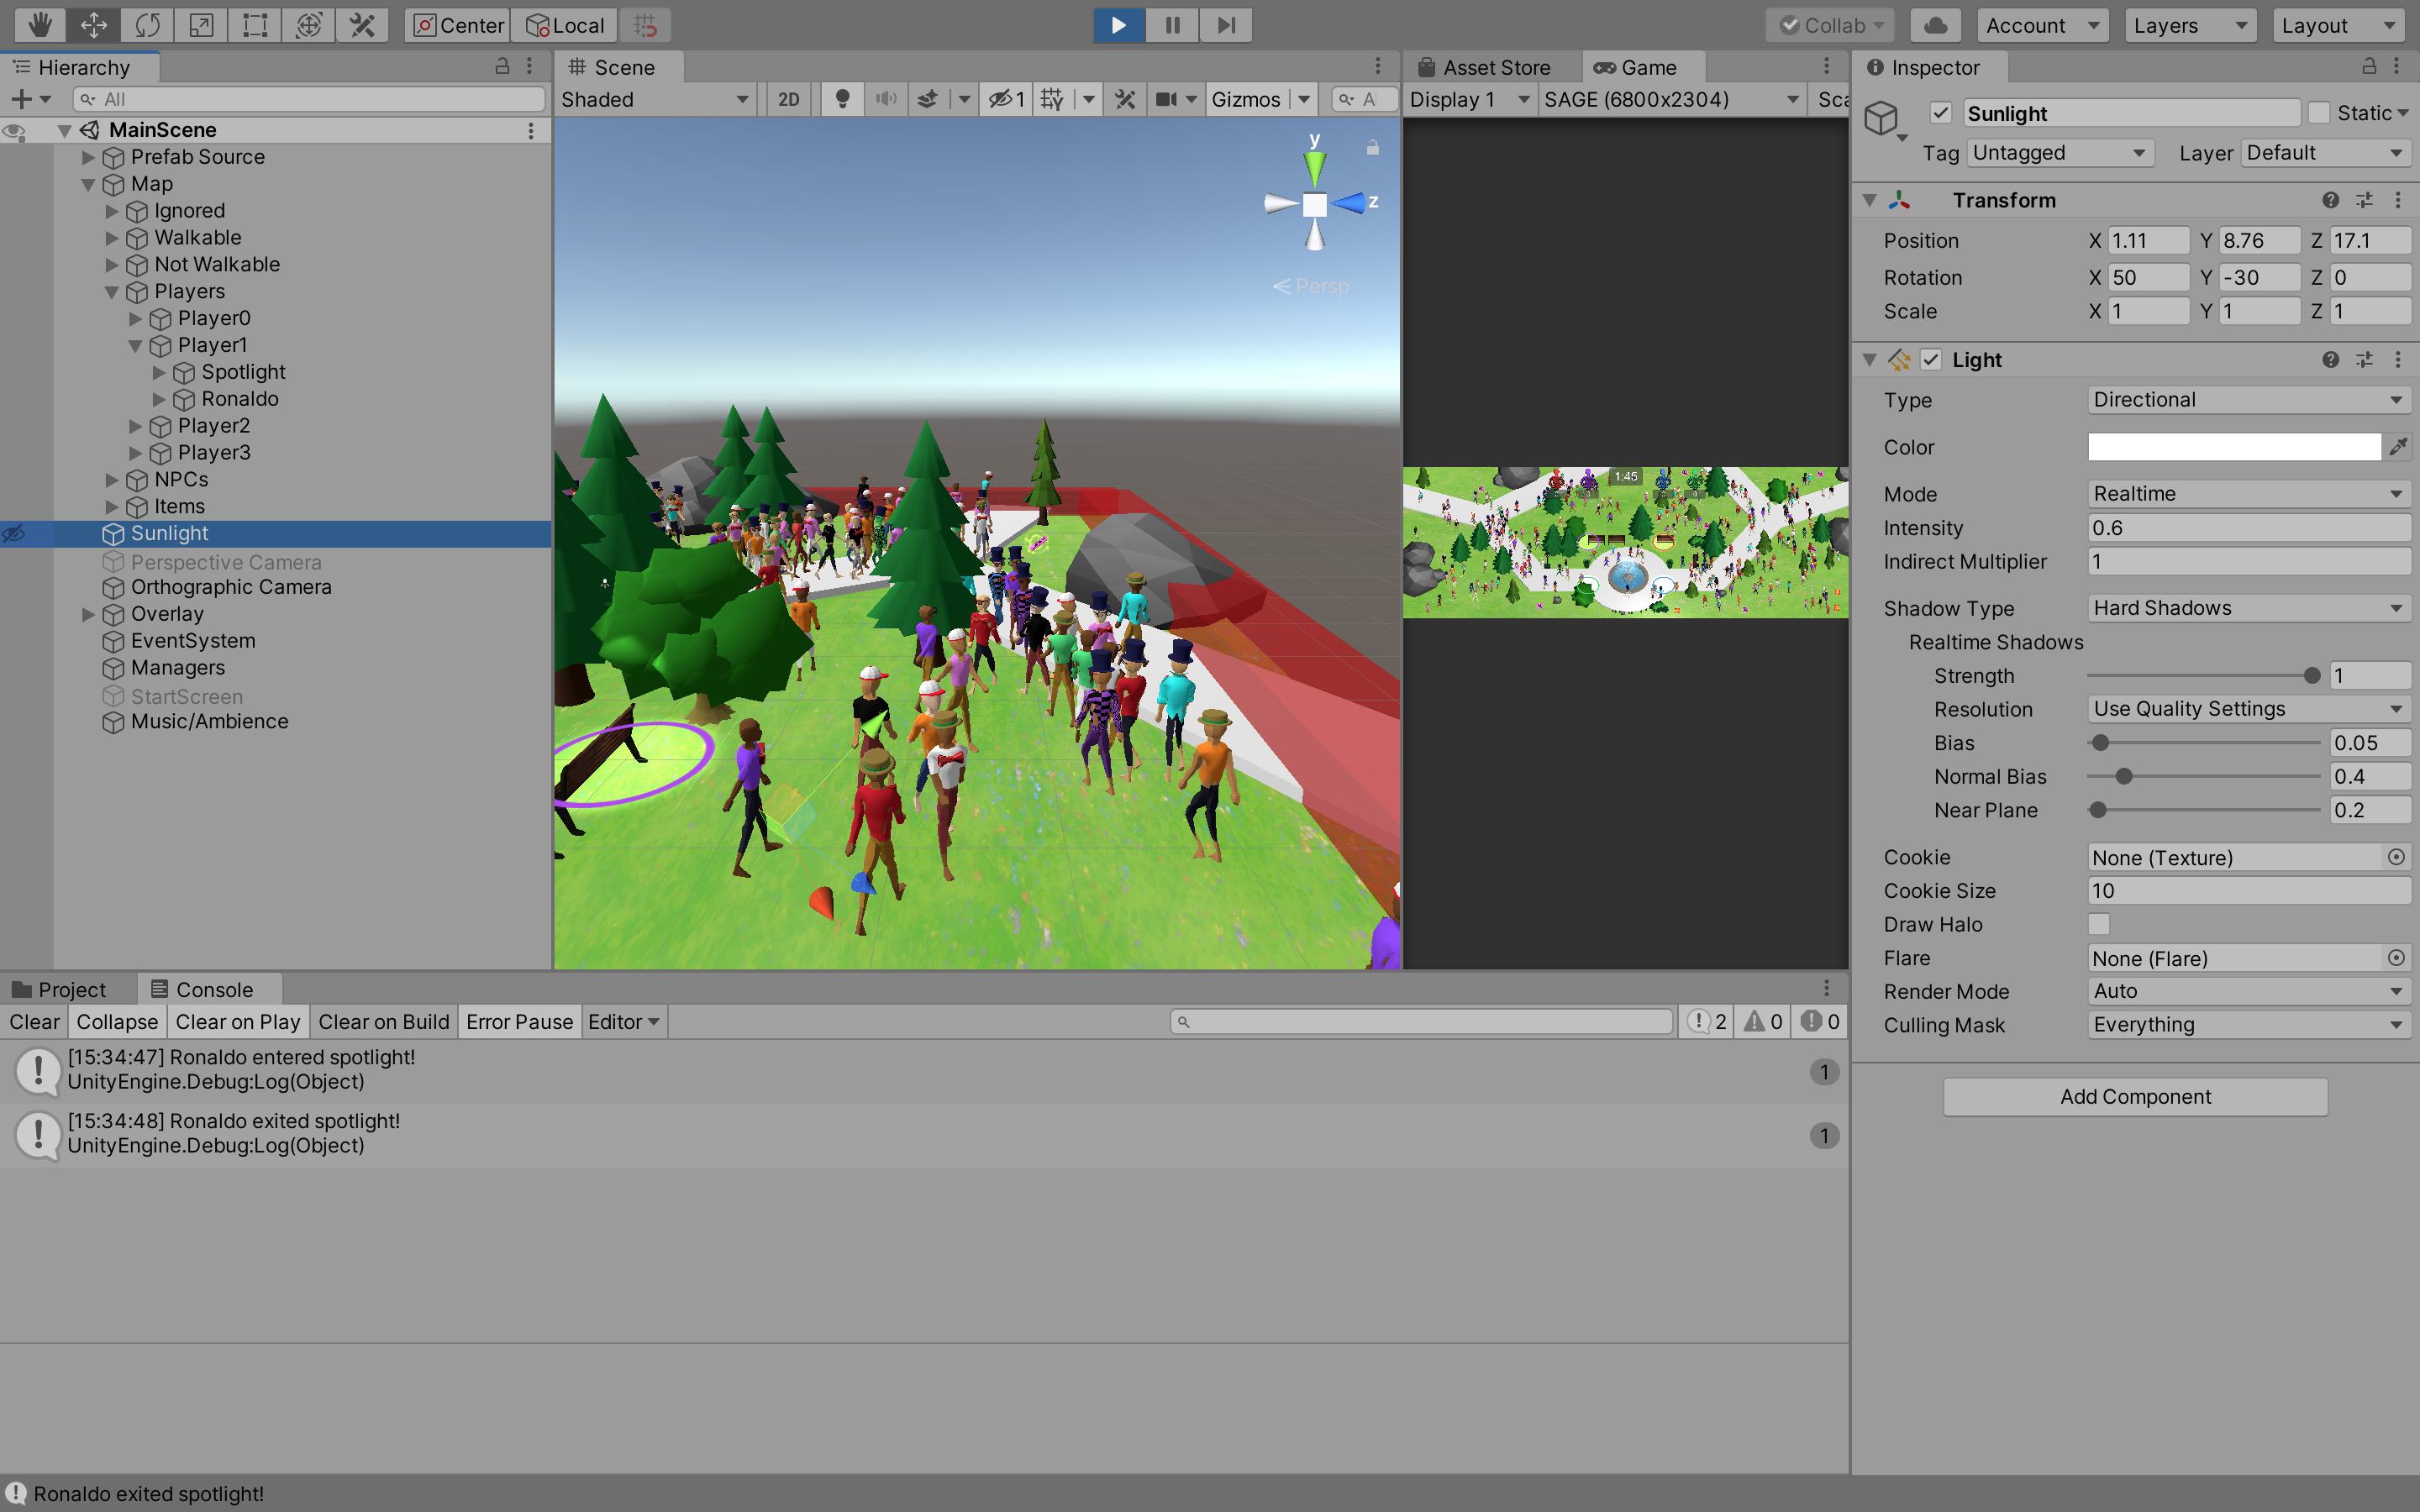 Center Local Collab Account Layers Layout
Hierarchy
All
MainScene
Prefab Source
Map
Ignored
Walkable
Not Walkable
Players
Player0
Player1
Spotlight
Ronaldo
Player2
Player3
NPCs
Items
Sunlight
Perspective Camera
Orthographic Camera
Overlay
EventSystem
Managers
StartScreen
Music/Ambience
Scene
Shaded 2D 1 Gizmos Al
y
z
Persp
Asset Store Game
Display 1 SAGE (6800x2304) Sca
1:45
Inspector
Sunlight Static
Tag Untagged Layer Default
Transform
Position X 1.11 Y 8.76 Z 17.1
Rotation X 50 Y -30 Z 0
Scale X 1 Y 1 Z 1
Light
Type Directional
Color
Mode Realtime
Intensity 0.6
Indirect Multiplier 1
Shadow Type Hard Shadows
Realtime Shadows
Strength 1
Resolution Use Quality Settings
Bias 0.05
Normal Bias 0.4
Near Plane 0.2
Cookie None (Texture)
Cookie Size 10
Draw Halo
Flare None (Flare)
Render Mode Auto
Culling Mask Everything
Add Component
Project Console
Clear Collapse Clear on Play Clear on Build Error Pause Editor 2 0 0
[15:34:47] Ronaldo entered spotlight!
UnityEngine.Debug:Log(Object)
1
[15:34:48] Ronaldo exited spotlight!
UnityEngine.Debug:Log(Object)
1
Ronaldo exited spotlight!